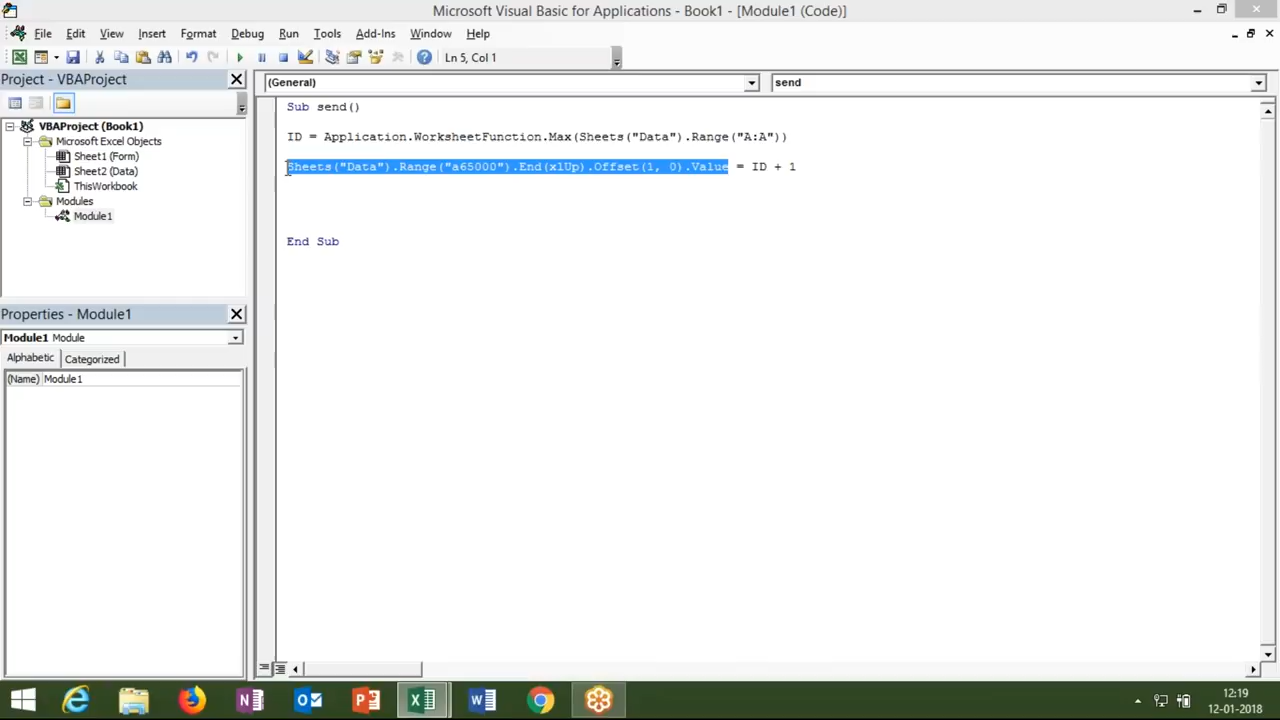 Microsoft Visual Basic for Applications - Book1 - [Module1 (Code)]
File Edit View Insert Format Debug Run Tools Add-Ins Window Help
Ln 5, Col 1
Project - VBAProject
(General)
send
VBAProject (Book1)
Microsoft Excel Objects
Sheet1 (Form)
Sheet2 (Data)
ThisWorkbook
Modules
Module1
Sub send()
ID = Application.WorksheetFunction.Max(Sheets("Data").Range("A:A"))
Sheets("Data").Range("a65000").End(xlUp).Offset(1, 0).Value = ID + 1
End Sub
Properties - Module1
Module1 Module
Alphabetic Categorized
(Name) Module1
12:19
12-01-2018